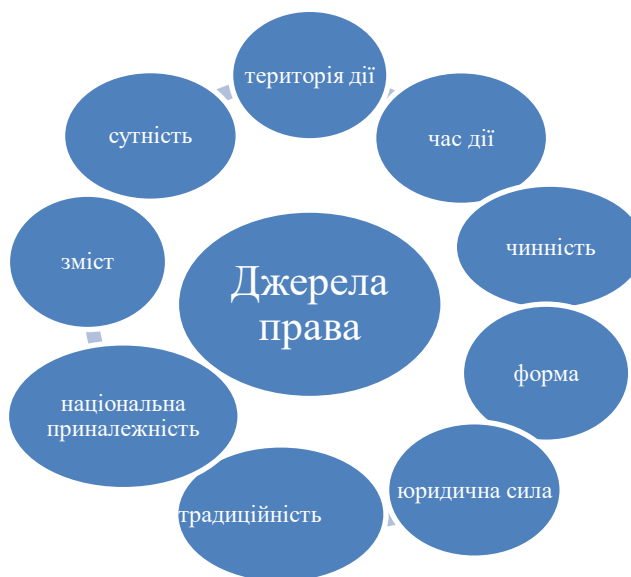 територія дії
час дії
чинність
форма
юридична сила
традиційність
національна
приналежність
зміст
сутність
Джерела
права